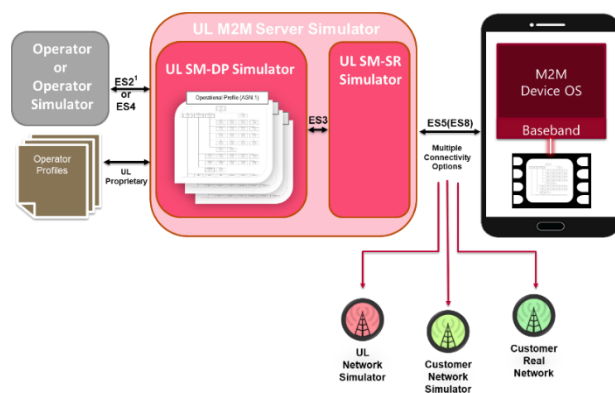 UL M2M Server Simulator
Operator
or
Operator
Simulator
ES2¹
or
ES4
UL SM-DP Simulator
Operational Profile (ASN.1)
ES3
UL SM-SR
Simulator
ES5(ES8)
Multiple
Connectivity
Options
M2M
Device OS
Baseband
Operator
Profiles
UL
Proprietary
UL
Network
Simulator
Customer
Network
Simulator
Customer
Real
Network